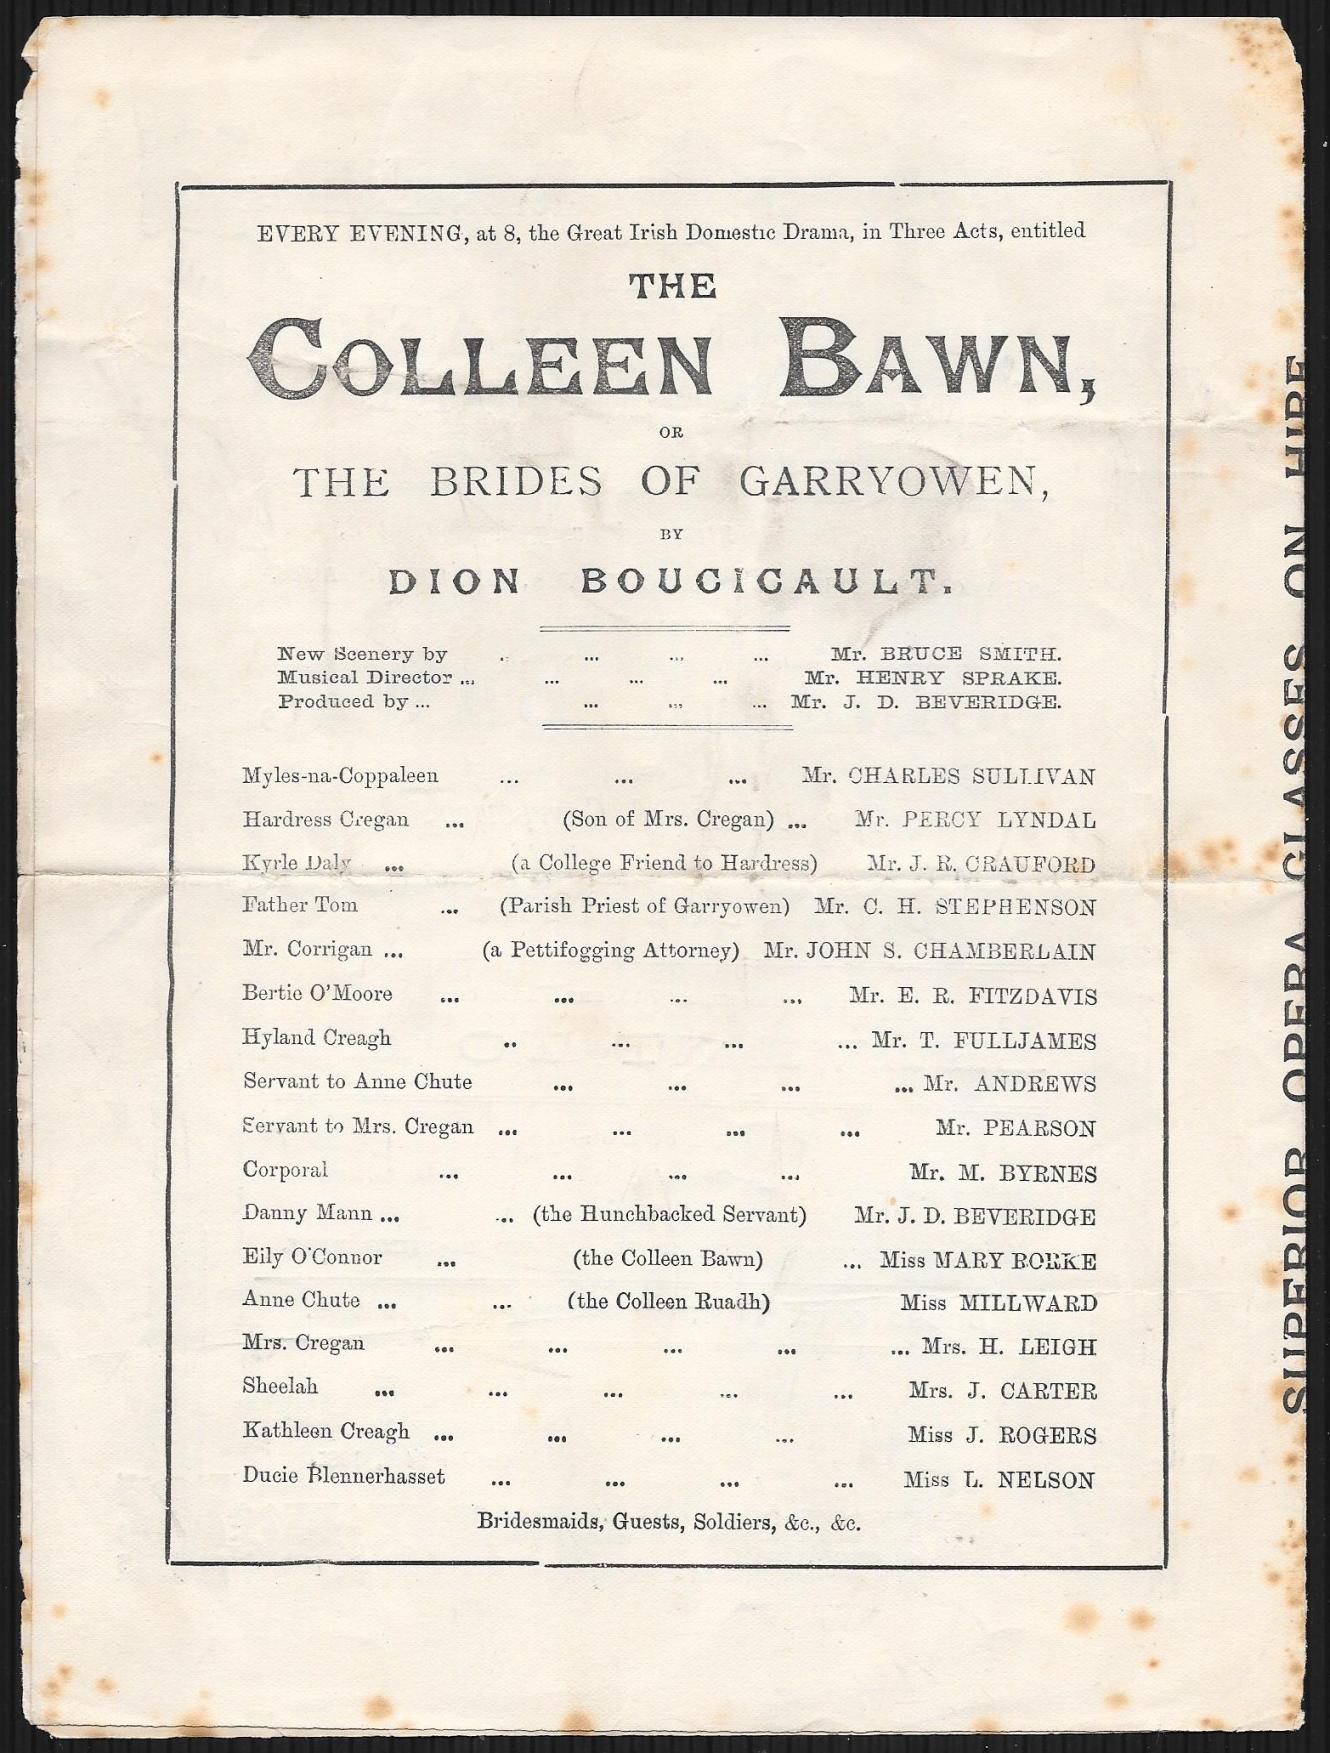 EVERY EVENING, at 8, the Great Irish Domestic Drama, in Three Acts, entitled
THE
COLLEEN BAWN,
OR
THE BRIDES OF GARRYOWEN,
BY
DION BOUCICAULT.
New Scenery by ... ... ... ... Mr. BRUCE SMITH.
Musical Director ... ... ... ... Mr. HENRY SPRAKE.
Produced by ... ... ... ... Mr. J. D. BEVERIDGE.
Myles-na-Coppaleen ... ... ... Mr. CHARLES SULLIVAN
Hardress Cregan ... (Son of Mrs. Cregan) ... Mr. PERCY LYNDAL
Kyrle Daly ... (a College Friend to Hardress) Mr. J. R. CRAUFORD
Father Tom ... (Parish Priest of Garryowen) Mr. C. H. STEPHENSON
Mr. Corrigan ... (a Pettifogging Attorney) Mr. JOHN S. CHAMBERLAIN
Bertie O'Moore ... ... ... ... Mr. E. R. FITZDAVIS
Hyland Creagh .. ... ... ... Mr. T. FULLJAMES
Servant to Anne Chute ... ... ... ... Mr. ANDREWS
Servant to Mrs. Cregan ... ... ... ... Mr. PEARSON
Corporal ... ... ... ... Mr. M. BYRNES
Danny Mann ... ... (the Hunchbacked Servant) Mr. J. D. BEVERIDGE
Eily O'Connor ... (the Colleen Bawn) ... Miss MARY RORKE
Anne Chute ... ... (the Colleen Ruadh) Miss MILLWARD
Mrs. Cregan ... ... ... ... ... Mrs. H. LEIGH
Sheelah ... ... ... ... ... Mrs. J. CARTER
Kathleen Creagh ... ... ... ... Miss J. ROGERS
Ducie Blennerhasset ... ... ... ... Miss L. NELSON
Bridesmaids, Guests, Soldiers, &c., &c.
SUPERIOR OPERA GLASSES ON HIRE